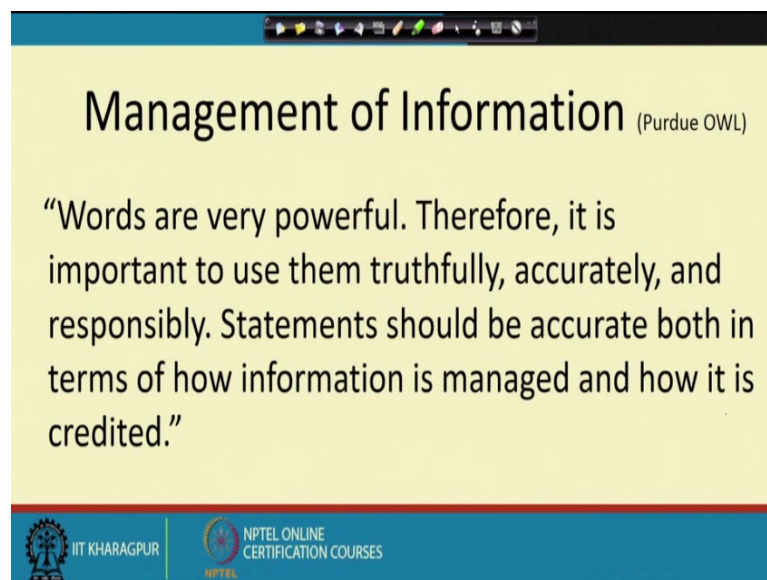 Management of Information (Purdue OWL)
“Words are very powerful. Therefore, it is
important to use them truthfully, accurately, and
responsibly. Statements should be accurate both in
terms of how information is managed and how it is
credited.”
IIT KHARAGPUR
NPTEL ONLINE
CERTIFICATION COURSES
NPTEL